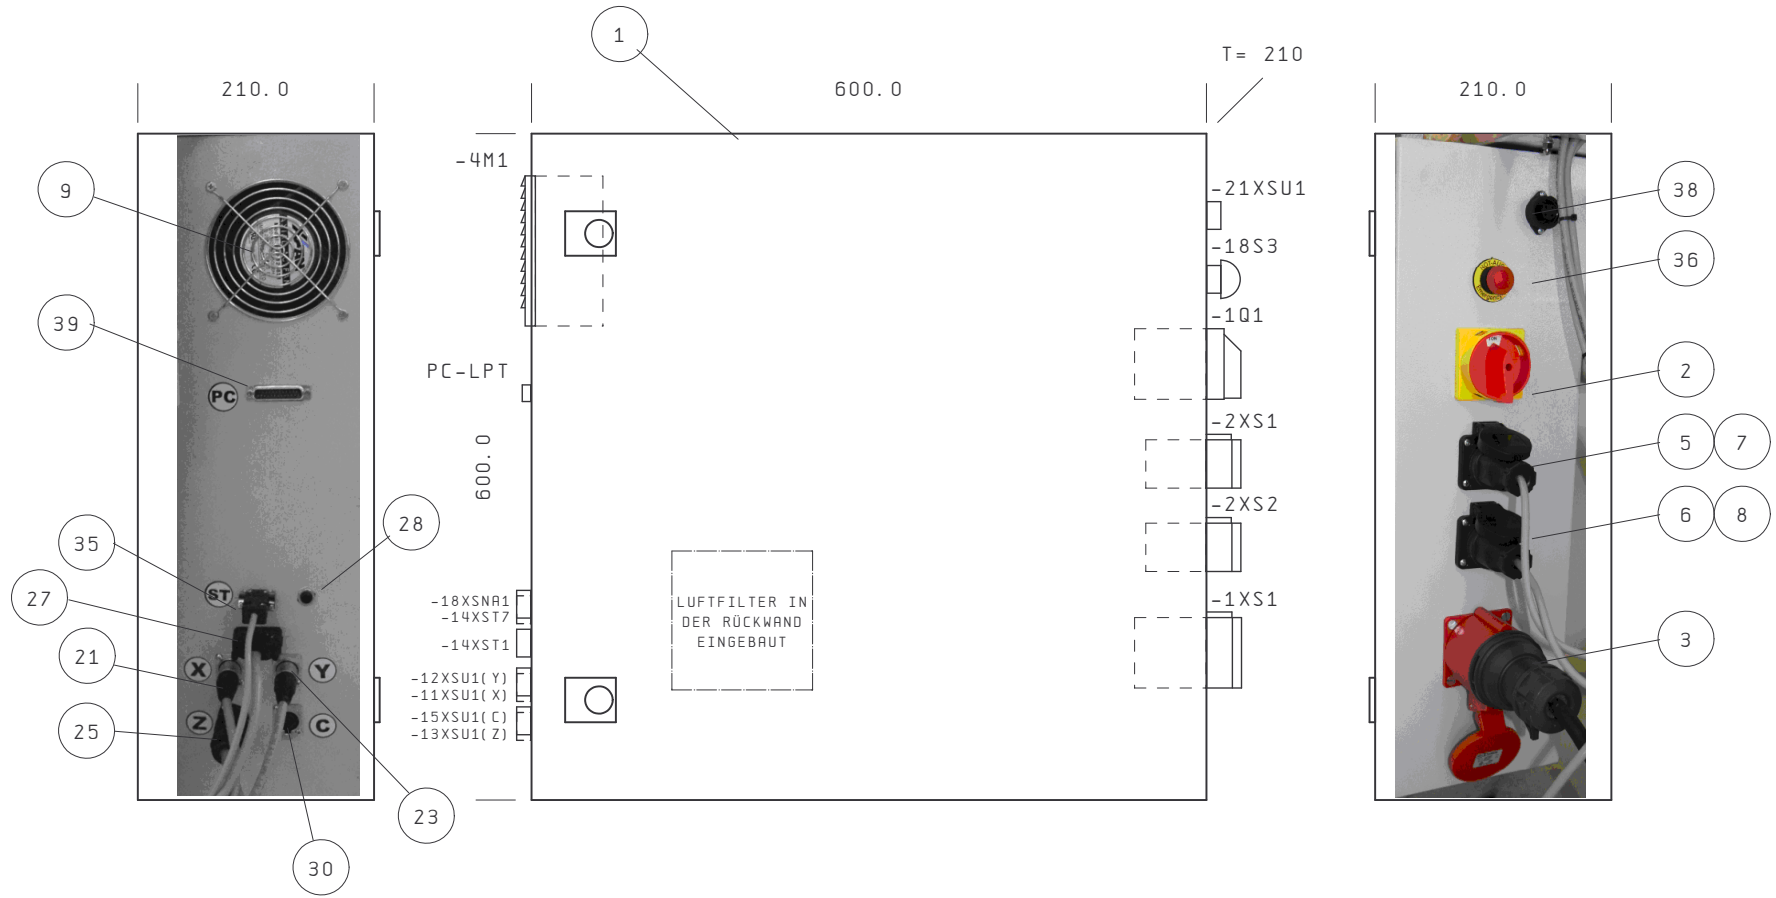 1
T= 210
210.0
600.0
210.0
-4M1
9
39
PC
PC-LPT
600.0
28
35
ST
27
21
X
Y
25
Z
C
23
30
-18XSNA1
-14XST7
-14XST1
-12XSU1(Y)
-11XSU1(X)
-15XSU1(C)
-13XSU1(Z)
LUFTFILTER IN
DER RÜCKWAND
EINGEBAUT
-21XSU1
-18S3
-1Q1
-2XS1
-2XS2
-1XS1
38
36
2
5
7
6
8
3